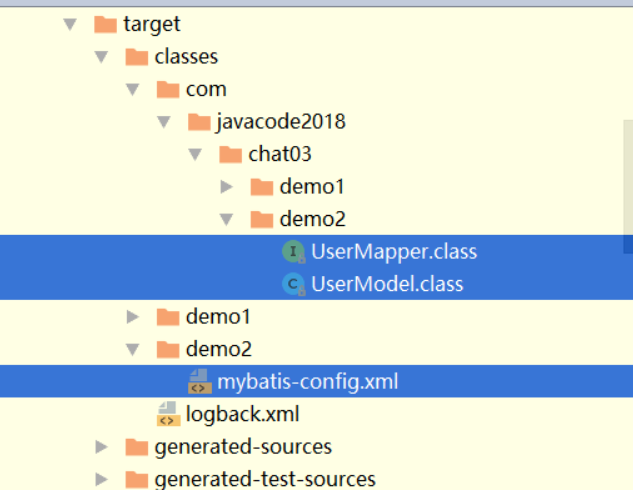 target
classes
com
javacode2018
chat03
demo1
demo2
I UserMapper.class
C UserModel.class
demo1
demo2
<> mybatis-config.xml
<> logback.xml
generated-sources
generated-test-sources